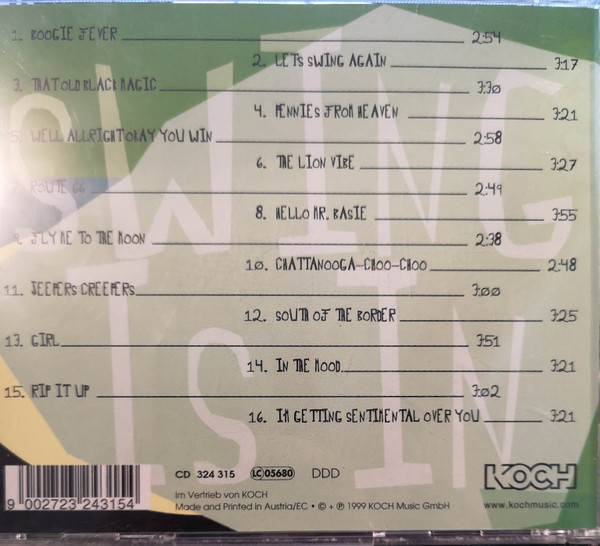 SWING
IS IN
1. BOOGIE FEVER 2:54
2. LETS SWING AGAIN 3:17
3. THAT OLD BLACK MAGIC 3:30
4. PENNIES FROM HEAVEN 3:21
5. WELL ALLRIGHT OKAY YOU WIN 2:58
6. THE LION VIBE 3:27
7. ROUTE 66 2:49
8. HELLO MR. BASIE 3:55
9. FLY ME TO THE MOON 2:38
10. CHATTANOOGA-CHOO-CHOO 2:48
11. JEEPERS CREEPERS 3:00
12. SOUTH OF THE BORDER 3:25
13. GIRL 3:51
14. IN THE MOOD 3:21
15. RIP IT UP 3:02
16. IM GETTING SENTIMENTAL OVER YOU 3:21
9 002723 243154
CD 324 315 LC 05680 DDD
Im Vertrieb von KOCH
Made and Printed in Austria/EC • © + ℗ 1999 KOCH Music GmbH
KOCH
www.kochmusic.com